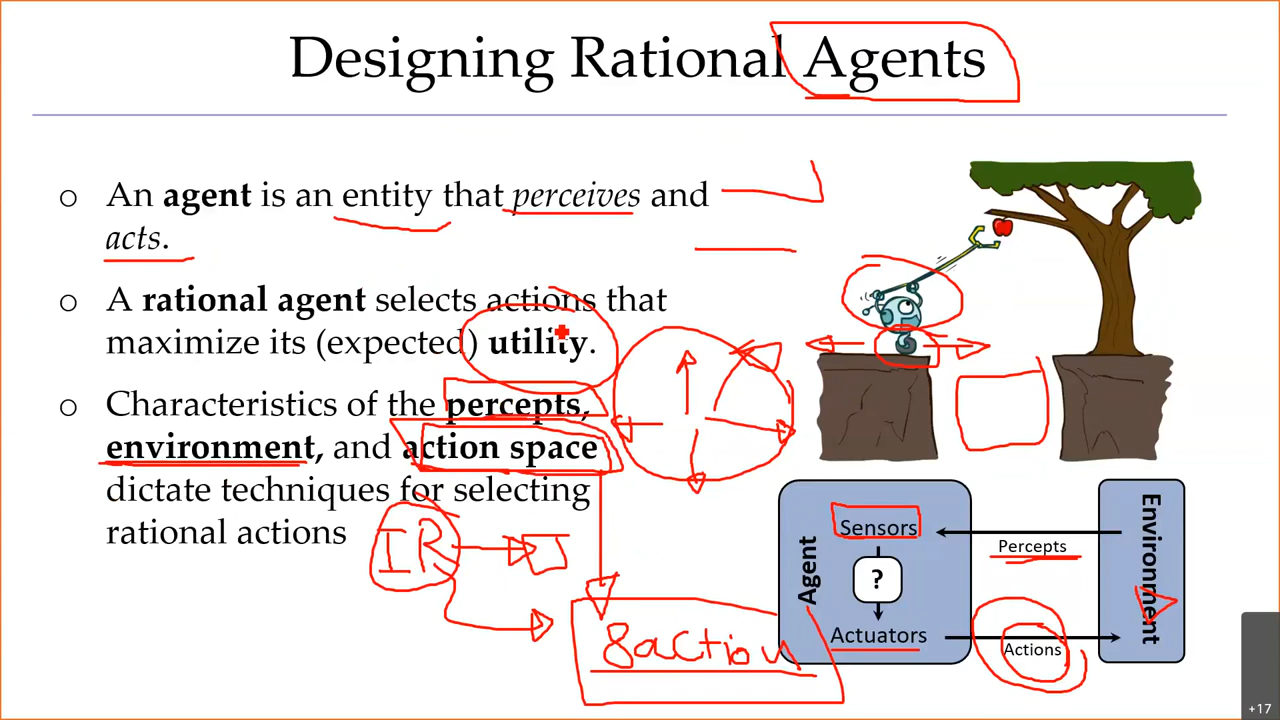 Designing Rational Agents
o An agent is an entity that perceives and
acts.
o A rational agent selects actions that
maximize its (expected) utility.
o Characteristics of the percepts,
environment, and action space
dictate techniques for selecting
rational actions
IR
8 action
Agent
Sensors
?
Actuators
Percepts
Actions
Environment
+17